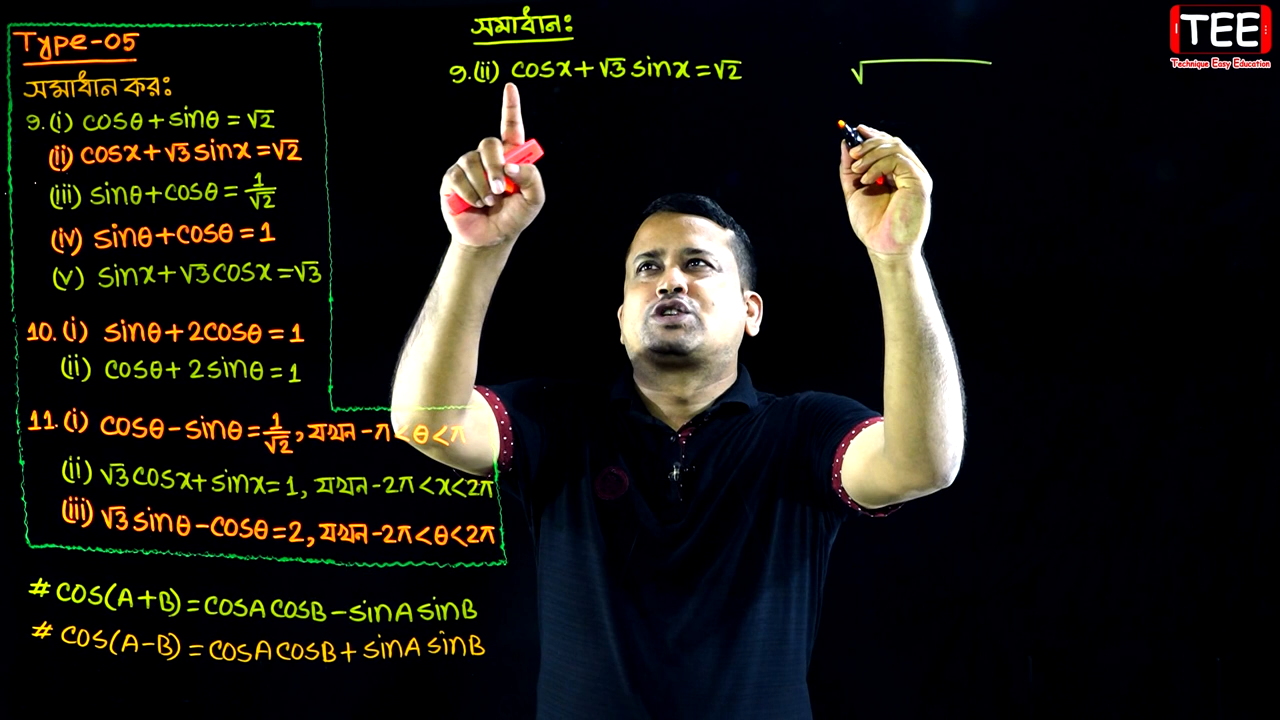 Type-05
সমাধান কর:
9. (i) cosθ + sinθ = √2
(ii) cosx + √3 sinx = √2
(iii) sinθ + cosθ = 1/√2
(iv) sinθ + cosθ = 1
(v) sinx + √3 cosx = √3
10. (i) sinθ + 2cosθ = 1
(ii) cosθ + 2sinθ = 1
11. (i) cosθ - sinθ = 1/√2, যখন -π < θ < π
(ii) √3 cosx + sinx = 1, যখন -2π < x < 2π
(iii) √3 sinθ - cosθ = 2, যখন -2π < θ < 2π
# cos(A+B) = cosA cosB - sinA sinB
# cos(A-B) = cosA cosB + sinA sinB
সমাধান:
9. (ii) cosx + √3 sinx = √2
√
TEE
Technique Easy Education